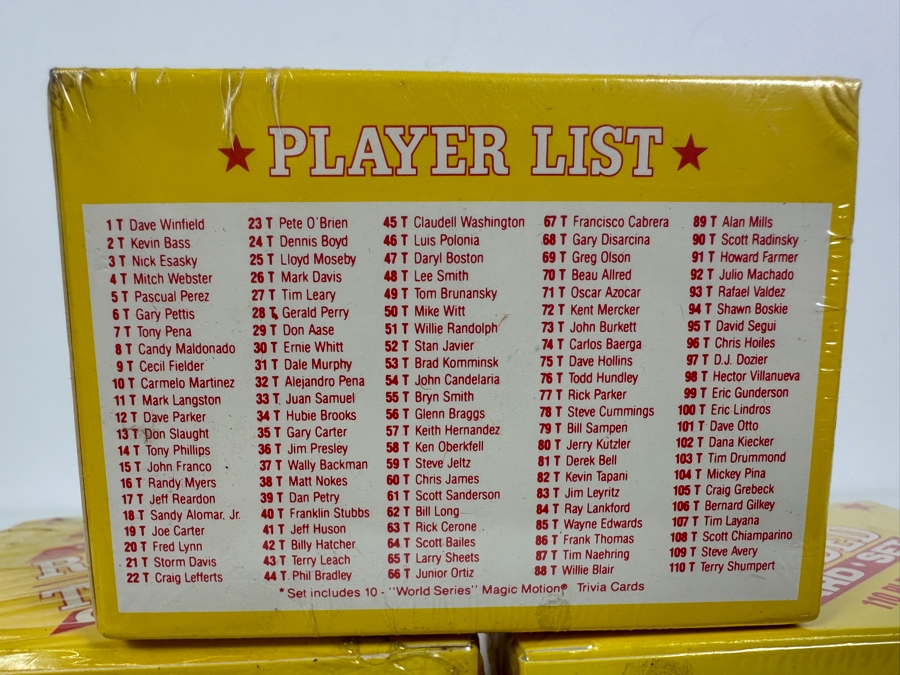 PLAYER LIST
1 T Dave Winfield
2 T Kevin Bass
3 T Nick Esasky
4 T Mitch Webster
5 T Pascual Perez
6 T Gary Pettis
7 T Tony Pena
8 T Candy Maldonado
9 T Cecil Fielder
10 T Carmelo Martinez
11 T Mark Langston
12 T Dave Parker
13 T Don Slaught
14 T Tony Phillips
15 T John Franco
16 T Randy Myers
17 T Jeff Reardon
18 T Sandy Alomar, Jr.
19 T Joe Carter
20 T Fred Lynn
21 T Storm Davis
22 T Craig Lefferts
23 T Pete O'Brien
24 T Dennis Boyd
25 T Lloyd Moseby
26 T Mark Davis
27 T Tim Leary
28 T Gerald Perry
29 T Don Aase
30 T Ernie Whitt
31 T Dale Murphy
32 T Alejandro Pena
33 T Juan Samuel
34 T Hubie Brooks
35 T Gary Carter
36 T Jim Presley
37 T Wally Backman
38 T Matt Nokes
39 T Dan Petry
40 T Franklin Stubbs
41 T Jeff Huson
42 T Billy Hatcher
43 T Terry Leach
44 T Phil Bradley
45 T Claudell Washington
46 T Luis Polonia
47 T Daryl Boston
48 T Lee Smith
49 T Tom Brunansky
50 T Mike Witt
51 T Willie Randolph
52 T Stan Javier
53 T Brad Komminsk
54 T John Candelaria
55 T Bryn Smith
56 T Glenn Braggs
57 T Keith Hernandez
58 T Ken Oberkfell
59 T Steve Jeltz
60 T Chris James
61 T Scott Sanderson
62 T Bill Long
63 T Rick Cerone
64 T Scott Bailes
65 T Larry Sheets
66 T Junior Ortiz
67 T Francisco Cabrera
68 T Gary Disarcina
69 T Greg Olson
70 T Beau Allred
71 T Oscar Azocar
72 T Kent Mercker
73 T John Burkett
74 T Carlos Baerga
75 T Dave Hollins
76 T Todd Hundley
77 T Rick Parker
78 T Steve Cummings
79 T Bill Sampen
80 T Jerry Kutzler
81 T Derek Bell
82 T Kevin Tapani
83 T Jim Leyritz
84 T Ray Lankford
85 T Wayne Edwards
86 T Frank Thomas
87 T Tim Naehring
88 T Willie Blair
89 T Alan Mills
90 T Scott Radinsky
91 T Howard Farmer
92 T Julio Machado
93 T Rafael Valdez
94 T Shawn Boskie
95 T David Segui
96 T Chris Hoiles
97 T D.J. Dozier
98 T Hector Villanueva
99 T Eric Gunderson
100 T Eric Lindros
101 T Dave Otto
102 T Dana Kiecker
103 T Tim Drummond
104 T Mickey Pina
105 T Craig Grebeck
106 T Bernard Gilkey
107 T Tim Layana
108 T Scott Chiamparino
109 T Steve Avery
110 T Terry Shumpert
*Set includes 10 - "World Series" Magic Motion® Trivia Cards